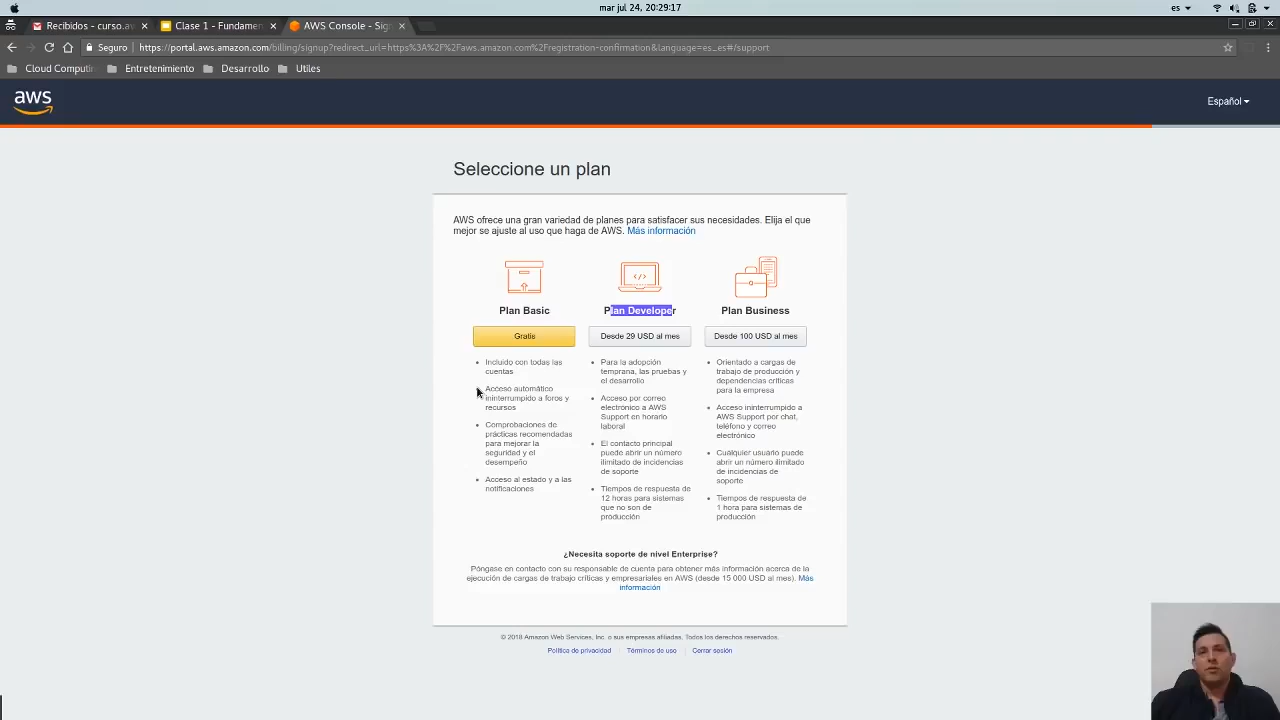 mar jul 24, 20:29:17
es
Recibidos - curso.aw
Clase 1 - Fundamen
AWS Console - Sig
Seguro
https://portal.aws.amazon.com/billing/signup?redirect_url=https%3A%2F%2Faws.amazon.com%2Fregistration-confirmation&language=es_es#/support
Cloud Computi
Entretenimiento
Desarrollo
Utiles
aws
Español
Seleccione un plan
AWS ofrece una gran variedad de planes para satisfacer sus necesidades. Elija el que
mejor se ajuste al uso que haga de AWS. Más información
Plan Basic
Gratis
Incluido con todas las
cuentas
Acceso automático
ininterrumpido a foros y
recursos
Comprobaciones de
prácticas recomendadas
para mejorar la
seguridad y el
desempeño
Acceso al estado y a las
notificaciones
Plan Developer
Desde 29 USD al mes
Para la adopción
temprana, las pruebas y
el desarrollo
Acceso por correo
electrónico a AWS
Support en horario
laboral
El contacto principal
puede abrir un número
ilimitado de incidencias
de soporte
Tiempos de respuesta de
12 horas para sistemas
que no son de
producción
Plan Business
Desde 100 USD al mes
Orientado a cargas de
trabajo de producción y
dependencias críticas
para la empresa
Acceso ininterrumpido a
AWS Support por chat,
teléfono y correo
electrónico
Cualquier usuario puede
abrir un número ilimitado
de incidencias de
soporte
Tiempos de respuesta de
1 hora para sistemas de
producción
¿Necesita soporte de nivel Enterprise?
Póngase en contacto con su responsable de cuenta para obtener más información acerca de la
ejecución de cargas de trabajo críticas y empresariales en AWS (desde 15 000 USD al mes). Más
información
© 2018 Amazon Web Services, Inc. o sus empresas afiliadas. Todos los derechos reservados.
Política de privacidad
Términos de uso
Cerrar sesión